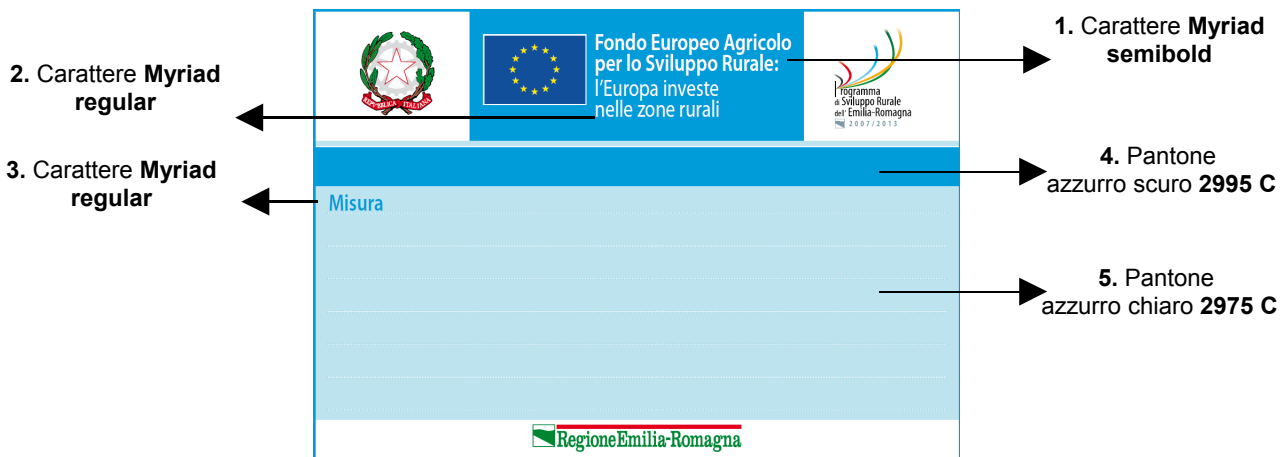 1. Carattere Myriad
semibold
2. Carattere Myriad
regular
REPVBBLICA ITALIANA
Fondo Europeo Agricolo
per lo Sviluppo Rurale:
l'Europa investe
nelle zone rurali
Programma
di Sviluppo Rurale
dell' Emilia-Romagna
2007/2013
3. Carattere Myriad
regular
4. Pantone
azzurro scuro 2995 C
Misura
5. Pantone
azzurro chiaro 2975 C
RegioneEmilia-Romagna